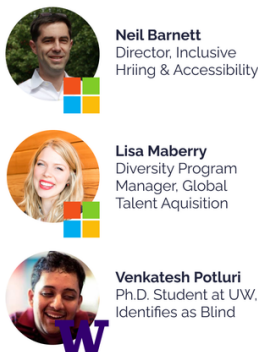 Neil Barnett
Director, Inclusive
Hriing & Accessibility
Lisa Maberry
Diversity Program
Manager, Global
Talent Aquisition
Venkatesh Potluri
Ph.D. Student at UW,
Identifies as Blind
W